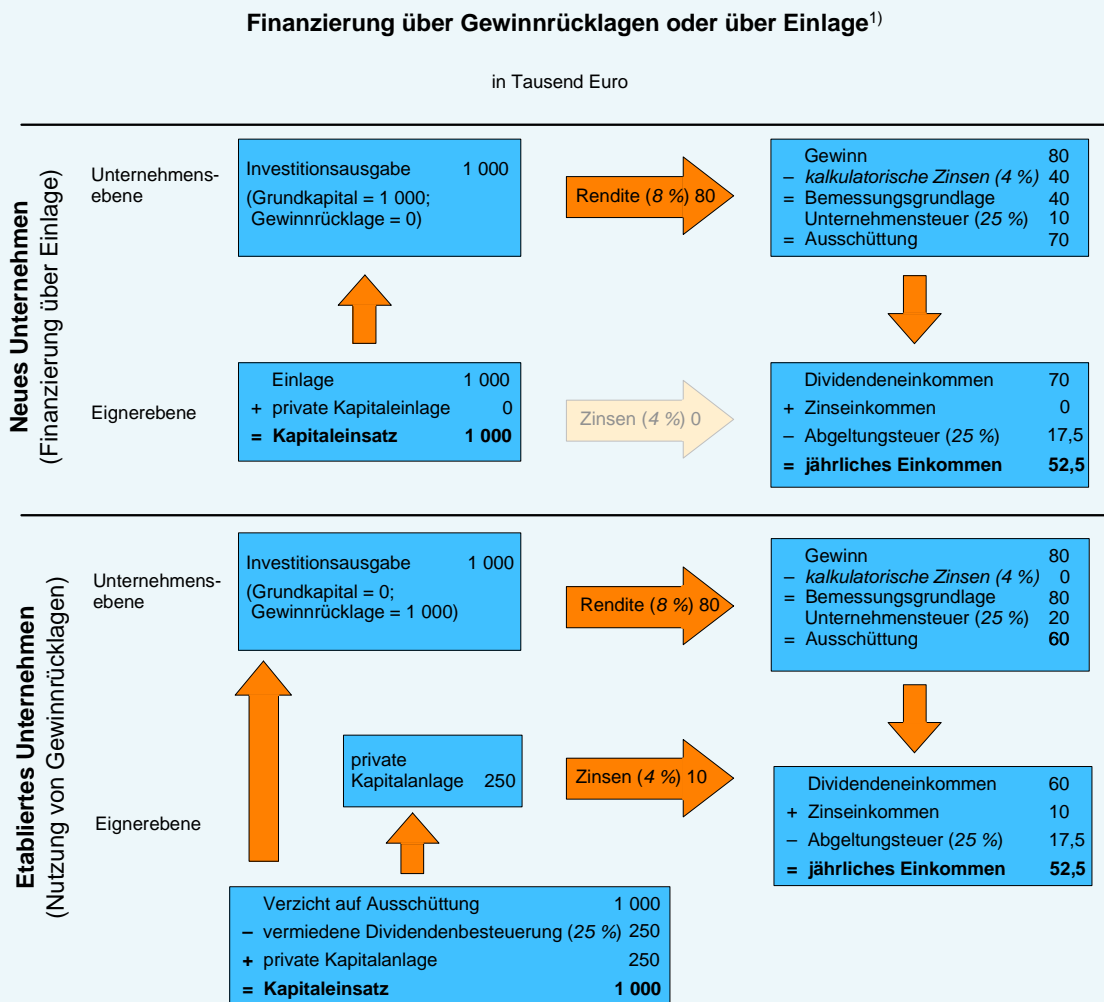 Finanzierung über Gewinnrücklagen oder über Einlage1)
in Tausend Euro
Neues Unternehmen
(Finanzierung über Einlage)
Unternehmens-
ebene
Investitionsausgabe 1 000
(Grundkapital = 1 000;
Gewinnrücklage = 0)
Rendite (8 %) 80
Gewinn 80
– kalkulatorische Zinsen (4 %) 40
= Bemessungsgrundlage 40
Unternehmensteuer (25 %) 10
= Ausschüttung 70
Eignerebene
Einlage 1 000
+ private Kapitaleinlage 0
= Kapitaleinsatz 1 000
Zinsen (4 %) 0
Dividendeneinkommen 70
+ Zinseinkommen 0
– Abgeltungsteuer (25 %) 17,5
= jährliches Einkommen 52,5
Etabliertes Unternehmen
(Nutzung von Gewinnrücklagen)
Unternehmens-
ebene
Investitionsausgabe 1 000
(Grundkapital = 0;
Gewinnrücklage = 1 000)
Rendite (8 %) 80
Gewinn 80
– kalkulatorische Zinsen (4 %) 0
= Bemessungsgrundlage 80
Unternehmensteuer (25 %) 20
= Ausschüttung 60
Eignerebene
private
Kapitalanlage 250
Zinsen (4 %) 10
Dividendeneinkommen 60
+ Zinseinkommen 10
– Abgeltungsteuer (25 %) 17,5
= jährliches Einkommen 52,5
Verzicht auf Ausschüttung 1 000
– vermiedene Dividendenbesteuerung (25 %) 250
+ private Kapitalanlage 250
= Kapitaleinsatz 1 000